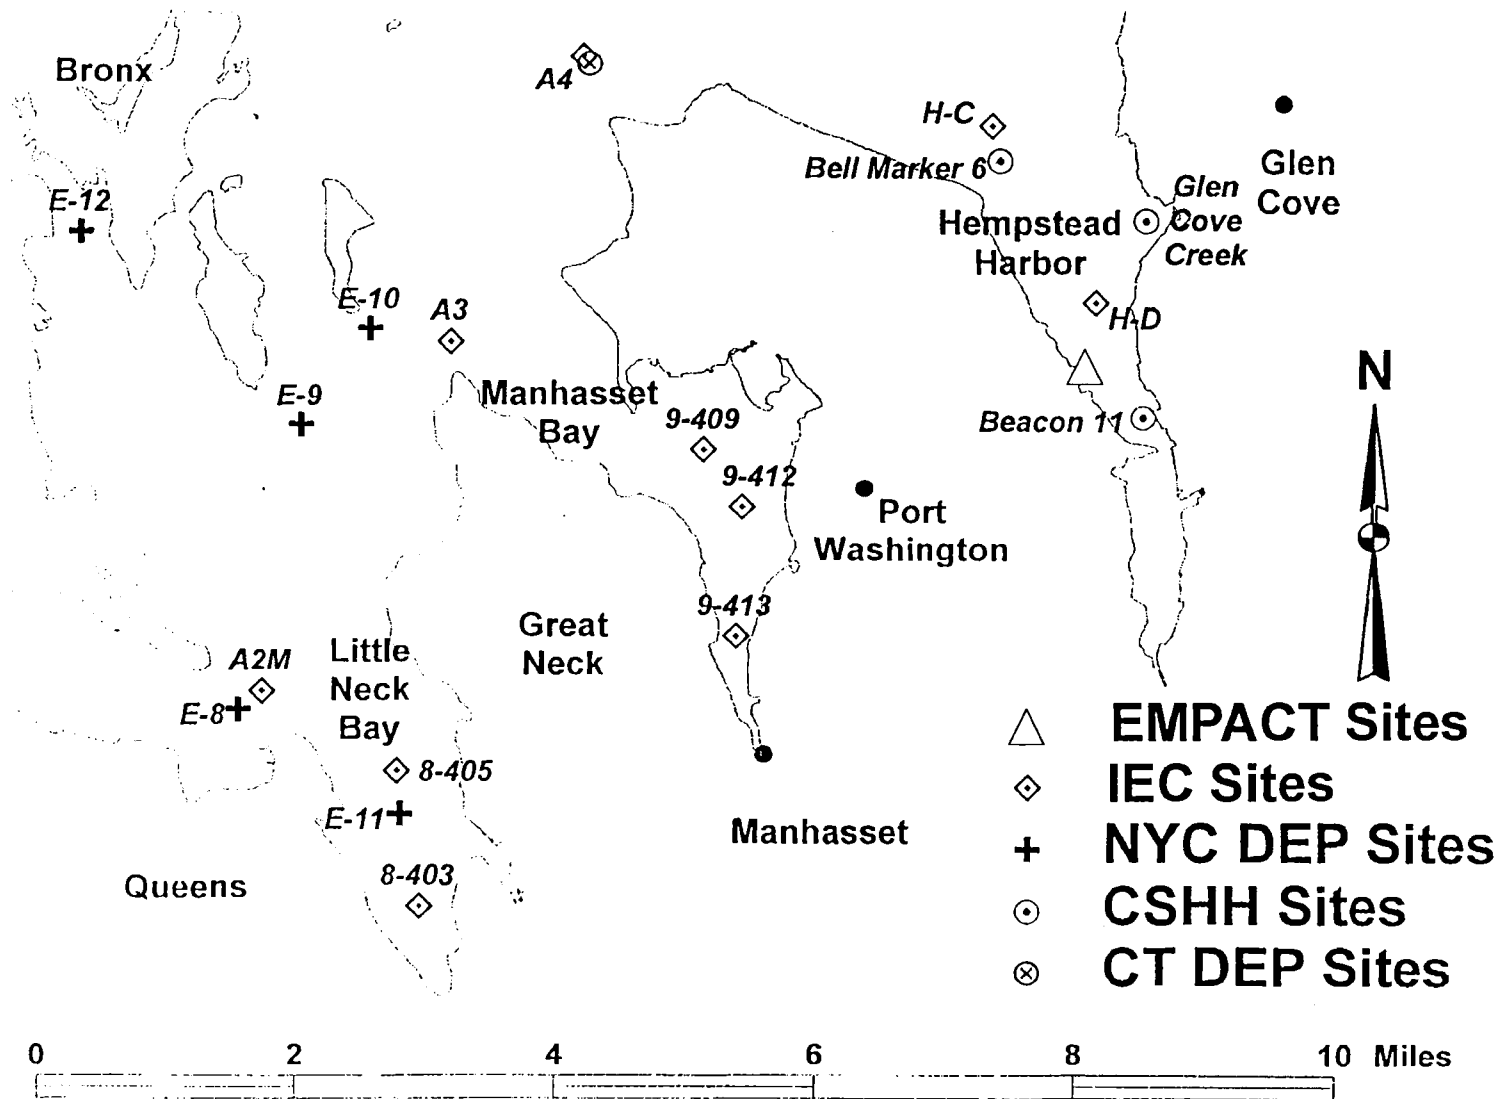 Bronx
A4
H-C
Bell Marker 6
Glen
Cove
E-12
Glen
Cove
Creek
Hempstead
Harbor
E-10
A3
H-D
N
E-9
Manhasset
Bay
9-409
Beacon 11
9-412
Port
Washington
9-413
Great
Neck
Little
Neck
Bay
A2M
E-8
8-405
E-11
8-403
Manhasset
Queens
EMPACT Sites
IEC Sites
NYC DEP Sites
CSHH Sites
CT DEP Sites
0 2 4 6 8 10 Miles